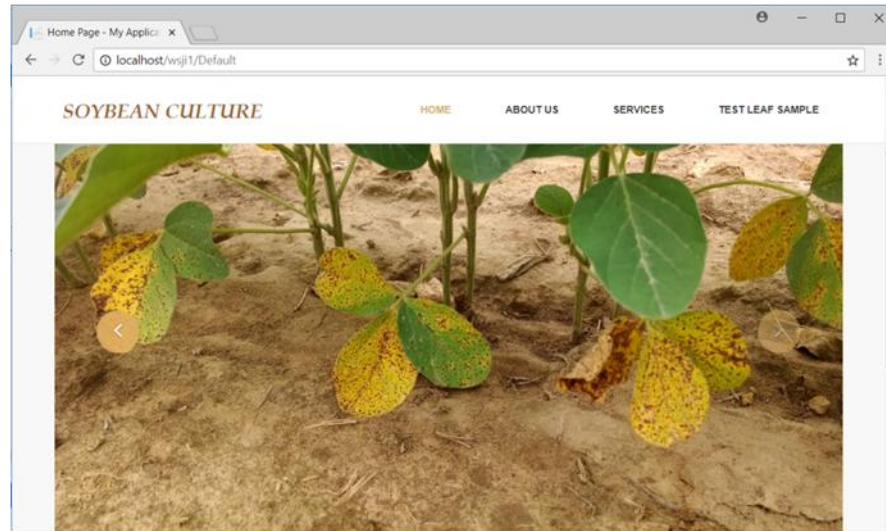 Home Page - My Applica
localhost/wsji1/Default
SOYBEAN CULTURE
HOME
ABOUT US
SERVICES
TEST LEAF SAMPLE